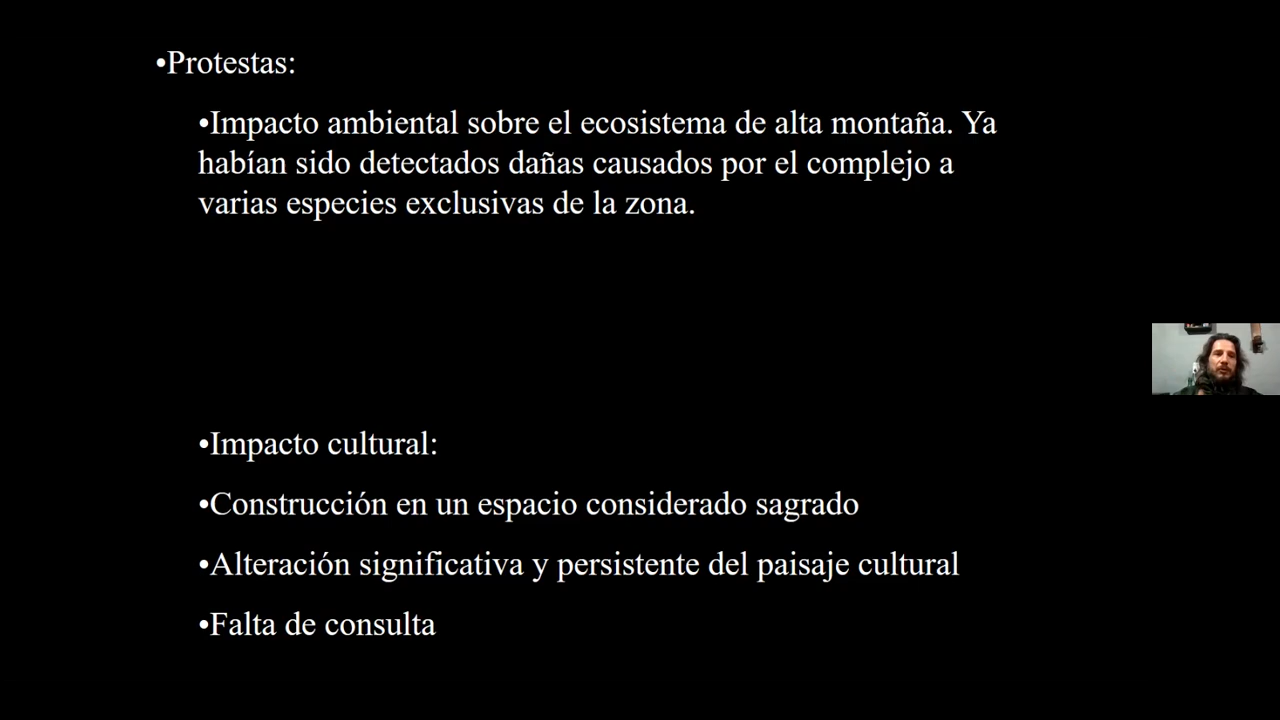 •Protestas:
•Impacto ambiental sobre el ecosistema de alta montaña. Ya
habían sido detectados dañas causados por el complejo a
varias especies exclusivas de la zona.
•Impacto cultural:
•Construcción en un espacio considerado sagrado
•Alteración significativa y persistente del paisaje cultural
•Falta de consulta